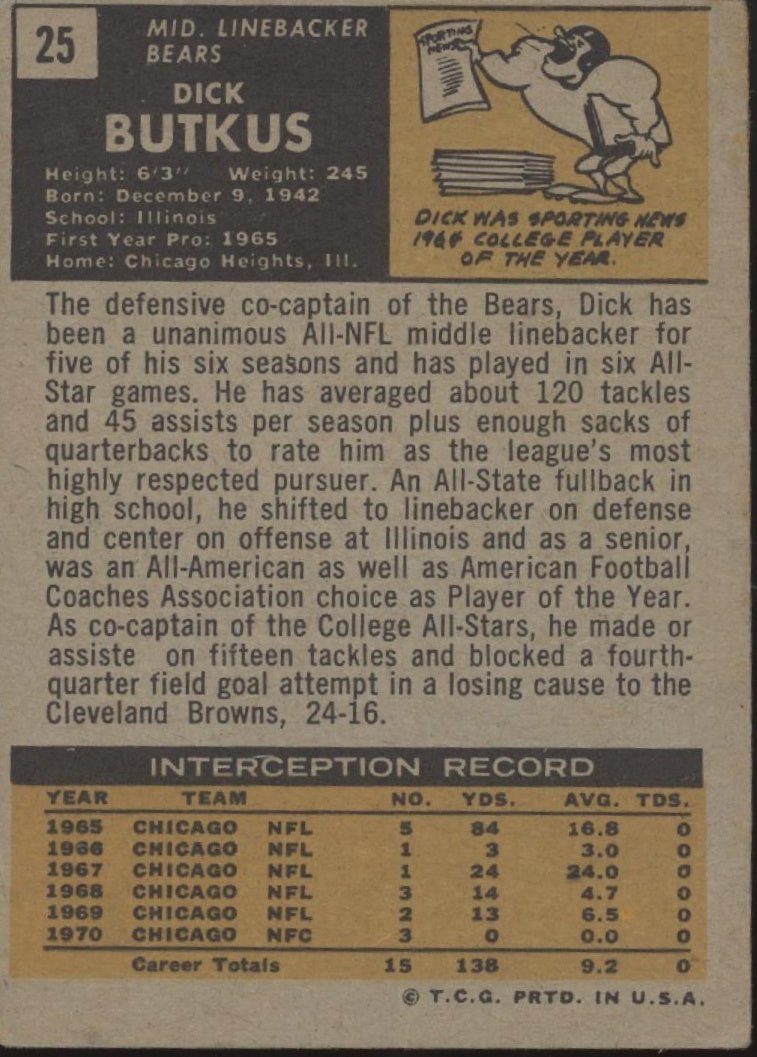 25
MID. LINEBACKER
BEARS
DICK
BUTKUS
Height: 6'3" Weight: 245
Born: December 9, 1942
School: Illinois
First Year Pro: 1965
Home: Chicago Heights, Ill.
SPORTING
NEWS
DICK WAS SPORTING NEWS
1964 COLLEGE PLAYER
OF THE YEAR.
The defensive co-captain of the Bears, Dick has
been a unanimous All-NFL middle linebacker for
five of his six seasons and has played in six All-
Star games. He has averaged about 120 tackles
and 45 assists per season plus enough sacks of
quarterbacks to rate him as the league's most
highly respected pursuer. An All-State fullback in
high school, he shifted to linebacker on defense
and center on offense at Illinois and as a senior,
was an All-American as well as American Football
Coaches Association choice as Player of the Year.
As co-captain of the College All-Stars, he made or
assiste on fifteen tackles and blocked a fourth-
quarter field goal attempt in a losing cause to the
Cleveland Browns, 24-16.
INTERCEPTION RECORD
YEAR TEAM NO. YDS. AVG. TDS.
1965 CHICAGO NFL 5 84 16.8 0
1966 CHICAGO NFL 1 3 3.0 0
1967 CHICAGO NFL 1 24 24.0 0
1968 CHICAGO NFL 3 14 4.7 0
1969 CHICAGO NFL 2 13 6.5 0
1970 CHICAGO NFC 3 0 0.0 0
Career Totals 15 138 9.2 0
© T.C.G. PRTD. IN U.S.A.